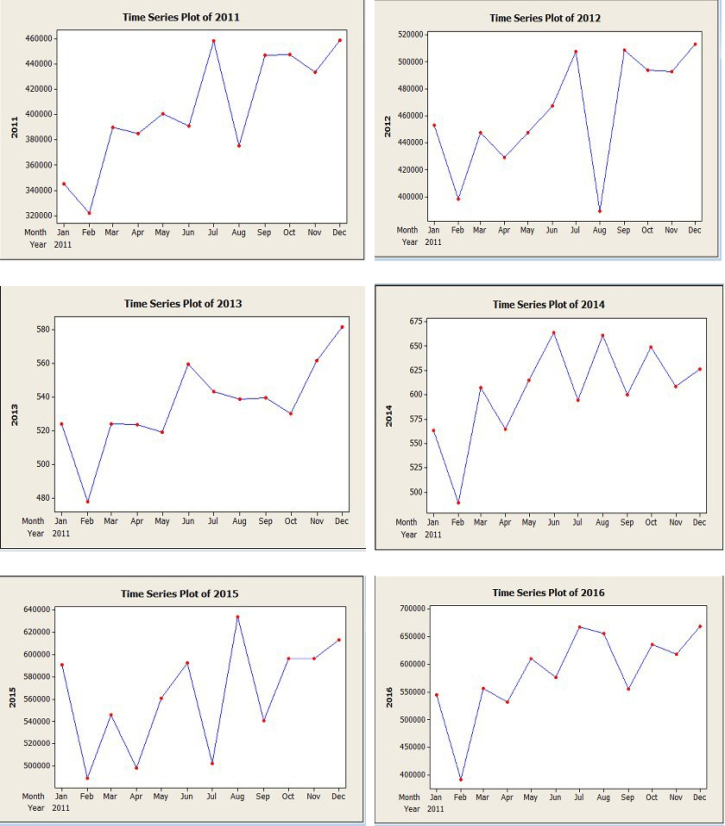 Time Series Plot of 2011
460000
440000
420000
400000
380000
360000
340000
320000
2011
Month Jan Feb Mar Apr May Jun Jul Aug Sep Oct Nov Dec
Year 2011
Time Series Plot of 2012
520000
500000
480000
460000
440000
420000
400000
2012
Month Jan Feb Mar Apr May Jun Jul Aug Sep Oct Nov Dec
Year 2011
Time Series Plot of 2013
580
560
540
520
500
480
2013
Month Jan Feb Mar Apr May Jun Jul Aug Sep Oct Nov Dec
Year 2011
Time Series Plot of 2014
675
650
625
600
575
550
525
500
2014
Month Jan Feb Mar Apr May Jun Jul Aug Sep Oct Nov Dec
Year 2011
Time Series Plot of 2015
640000
620000
600000
580000
560000
540000
520000
500000
2015
Month Jan Feb Mar Apr May Jun Jul Aug Sep Oct Nov Dec
Year 2011
Time Series Plot of 2016
700000
650000
600000
550000
500000
450000
400000
2016
Month Jan Feb Mar Apr May Jun Jul Aug Sep Oct Nov Dec
Year 2011